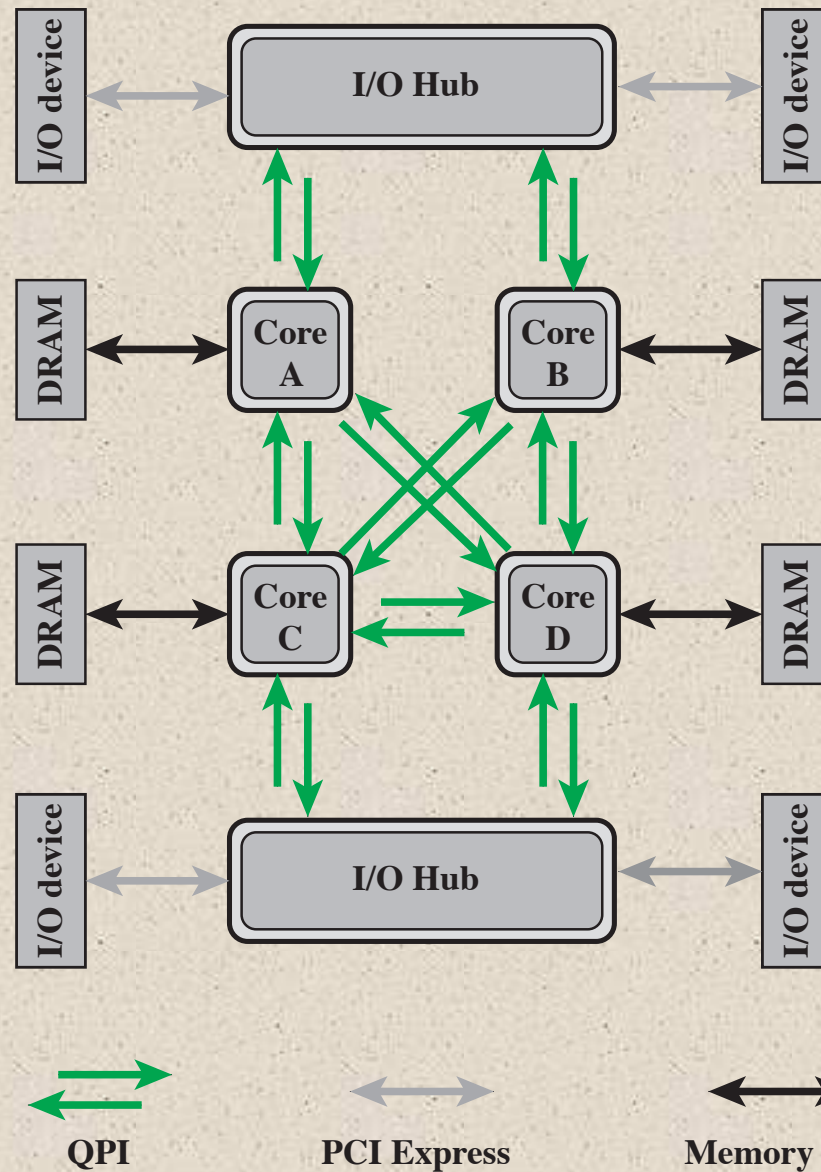 I/O device
I/O Hub
I/O device
DRAM
Core
A
Core
B
DRAM
DRAM
Core
C
Core
D
DRAM
I/O device
I/O Hub
I/O device
QPI
PCI Express
Memory